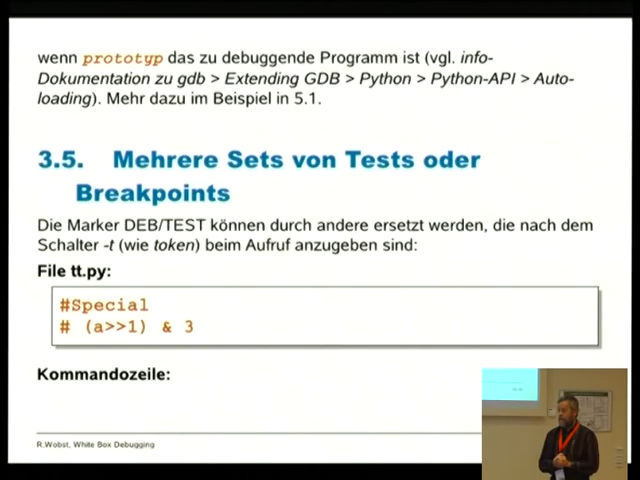 wenn prototyp das zu debuggende Programm ist (vgl. info-
Dokumentation zu gdb > Extending GDB > Python > Python-API > Auto-
loading). Mehr dazu im Beispiel in 5.1.
3.5. Mehrere Sets von Tests oder
Breakpoints
Die Marker DEB/TEST können durch andere ersetzt werden, die nach dem
Schalter -t (wie token) beim Aufruf anzugeben sind:
File tt.py:
#Special
# (a>>1) & 3
Kommandozeile:
R.Wobst, White Box Debugging